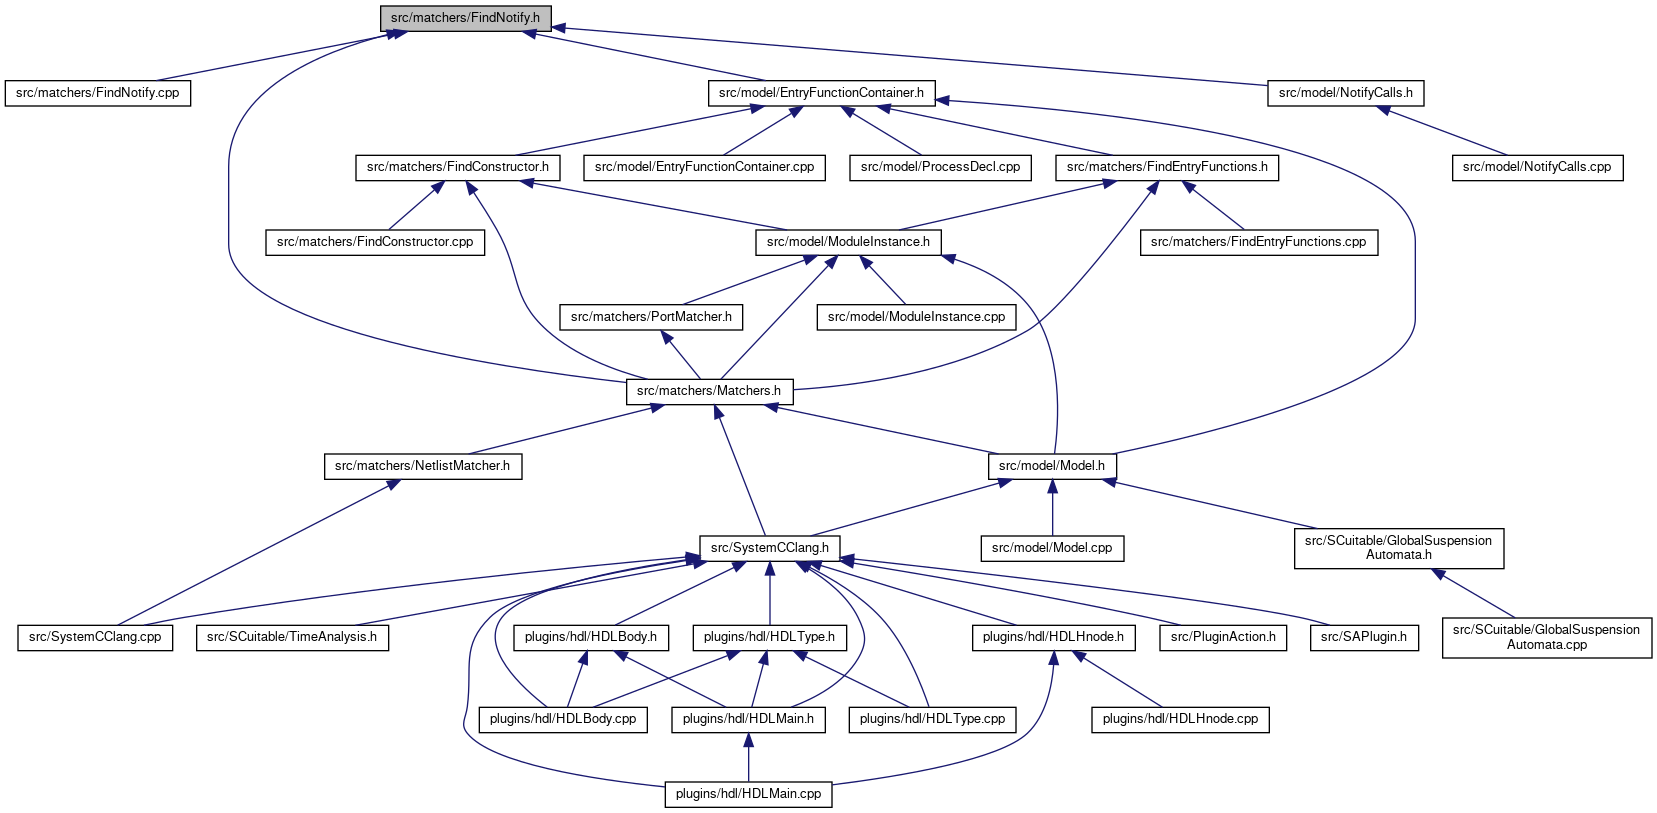 src/matchers/FindNotify.h
src/matchers/FindNotify.cpp
src/model/EntryFunctionContainer.h
src/model/NotifyCalls.h
src/matchers/FindConstructor.h
src/model/EntryFunctionContainer.cpp
src/model/ProcessDecl.cpp
src/matchers/FindEntryFunctions.h
src/model/NotifyCalls.cpp
src/matchers/FindConstructor.cpp
src/model/ModuleInstance.h
src/matchers/FindEntryFunctions.cpp
src/matchers/PortMatcher.h
src/model/ModuleInstance.cpp
src/matchers/Matchers.h
src/matchers/NetlistMatcher.h
src/model/Model.h
src/SystemCClang.h
src/model/Model.cpp
src/SCuitable/GlobalSuspension
Automata.h
src/SystemCClang.cpp
src/SCuitable/TimeAnalysis.h
plugins/hdl/HDLBody.h
plugins/hdl/HDLType.h
plugins/hdl/HDLHnode.h
src/PluginAction.h
src/SAPlugin.h
src/SCuitable/GlobalSuspension
Automata.cpp
plugins/hdl/HDLBody.cpp
plugins/hdl/HDLMain.h
plugins/hdl/HDLType.cpp
plugins/hdl/HDLHnode.cpp
plugins/hdl/HDLMain.cpp